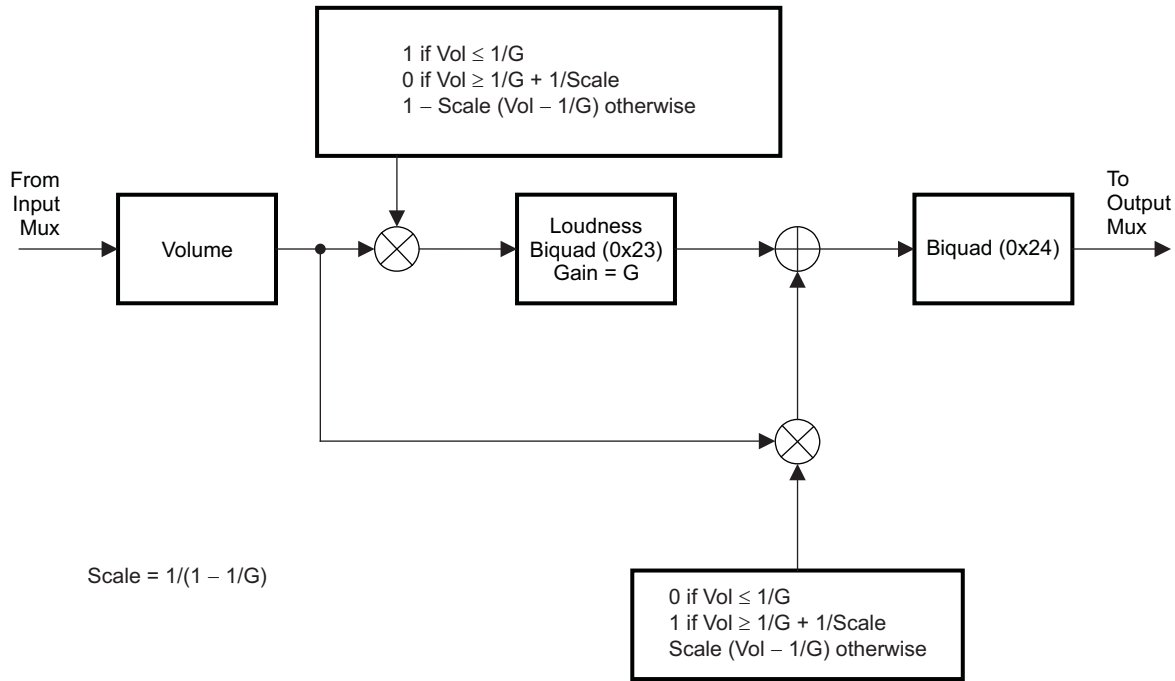 1 if Vol ≤ 1/G
0 if Vol ≥ 1/G + 1/Scale
1 – Scale (Vol – 1/G) otherwise
From
Input
Mux
Volume
Loudness
Biquad (0x23)
Gain = G
Biquad (0x24)
To
Output
Mux
Scale = 1/(1 – 1/G)
0 if Vol ≤ 1/G
1 if Vol ≥ 1/G + 1/Scale
Scale (Vol – 1/G) otherwise